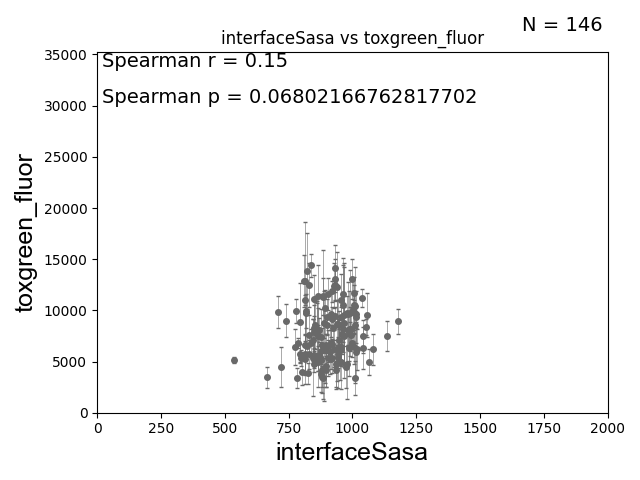 N = 146
interfaceSasa vs toxgreen_fluor
Spearman r = 0.15
Spearman p = 0.06802166762817702
toxgreen_fluor
35000
30000
25000
20000
15000
10000
5000
0
0 250 500 750 1000 1250 1500 1750 2000
interfaceSasa